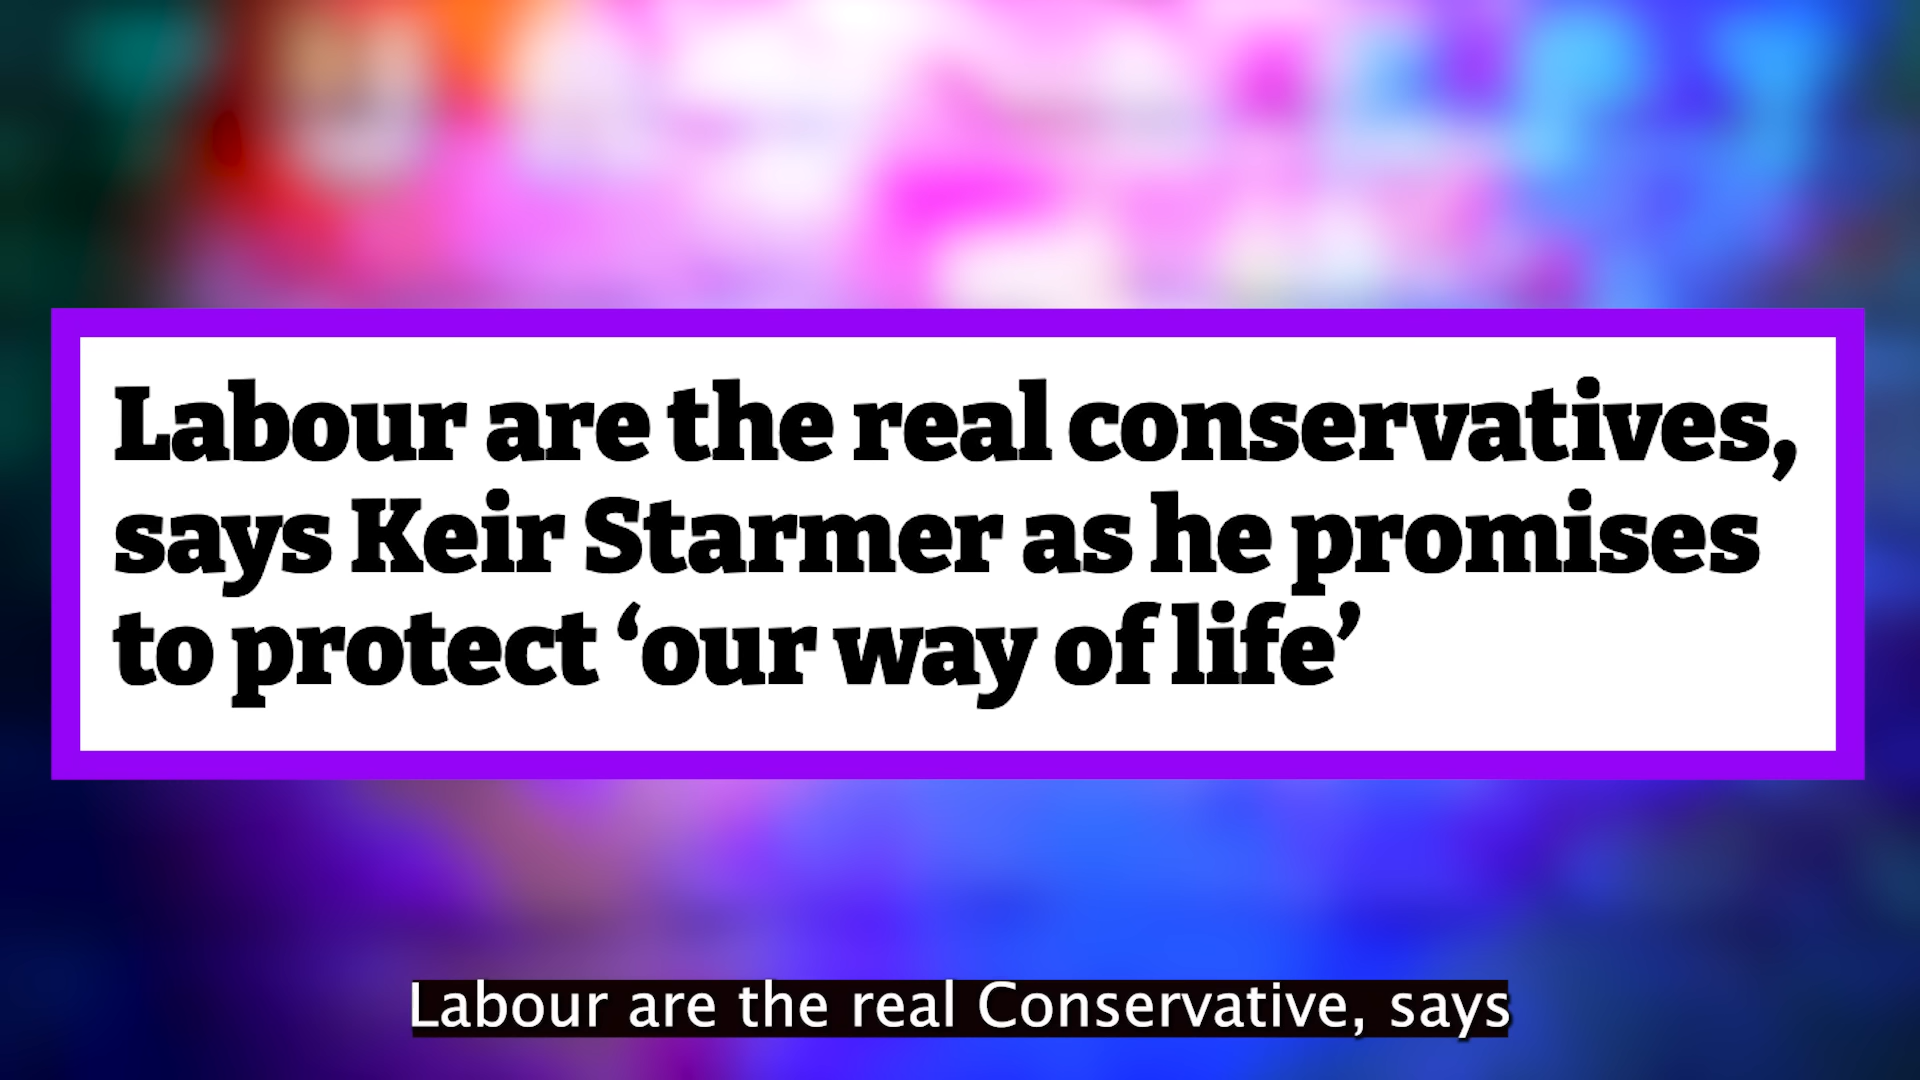 Labour are the real conservatives,
says Keir Starmer as he promises
to protect ‘our way of life’
Labour are the real Conservative, says